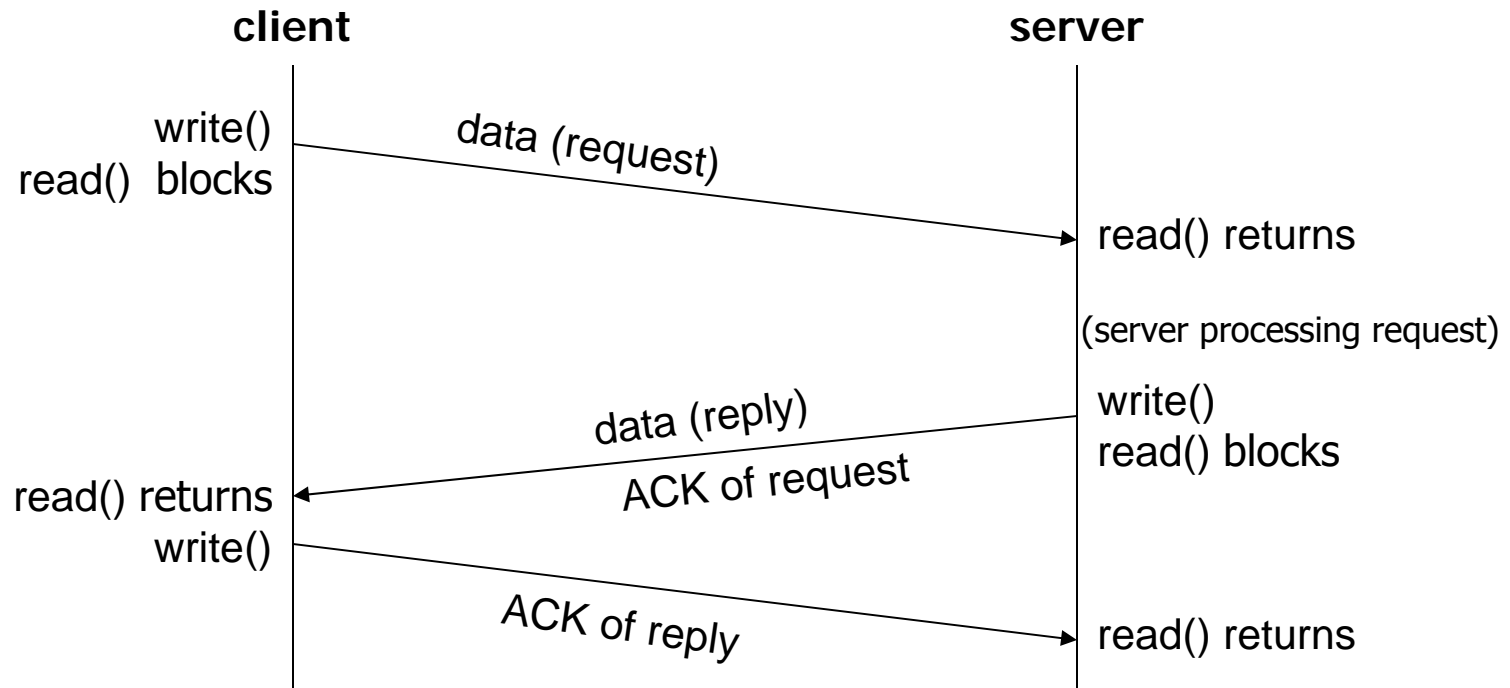 client
server
write()
data (request)
read() blocks
read() returns
(server processing request)
write()
data (reply)
read() blocks
ACK of request
read() returns
write()
ACK of reply
read() returns